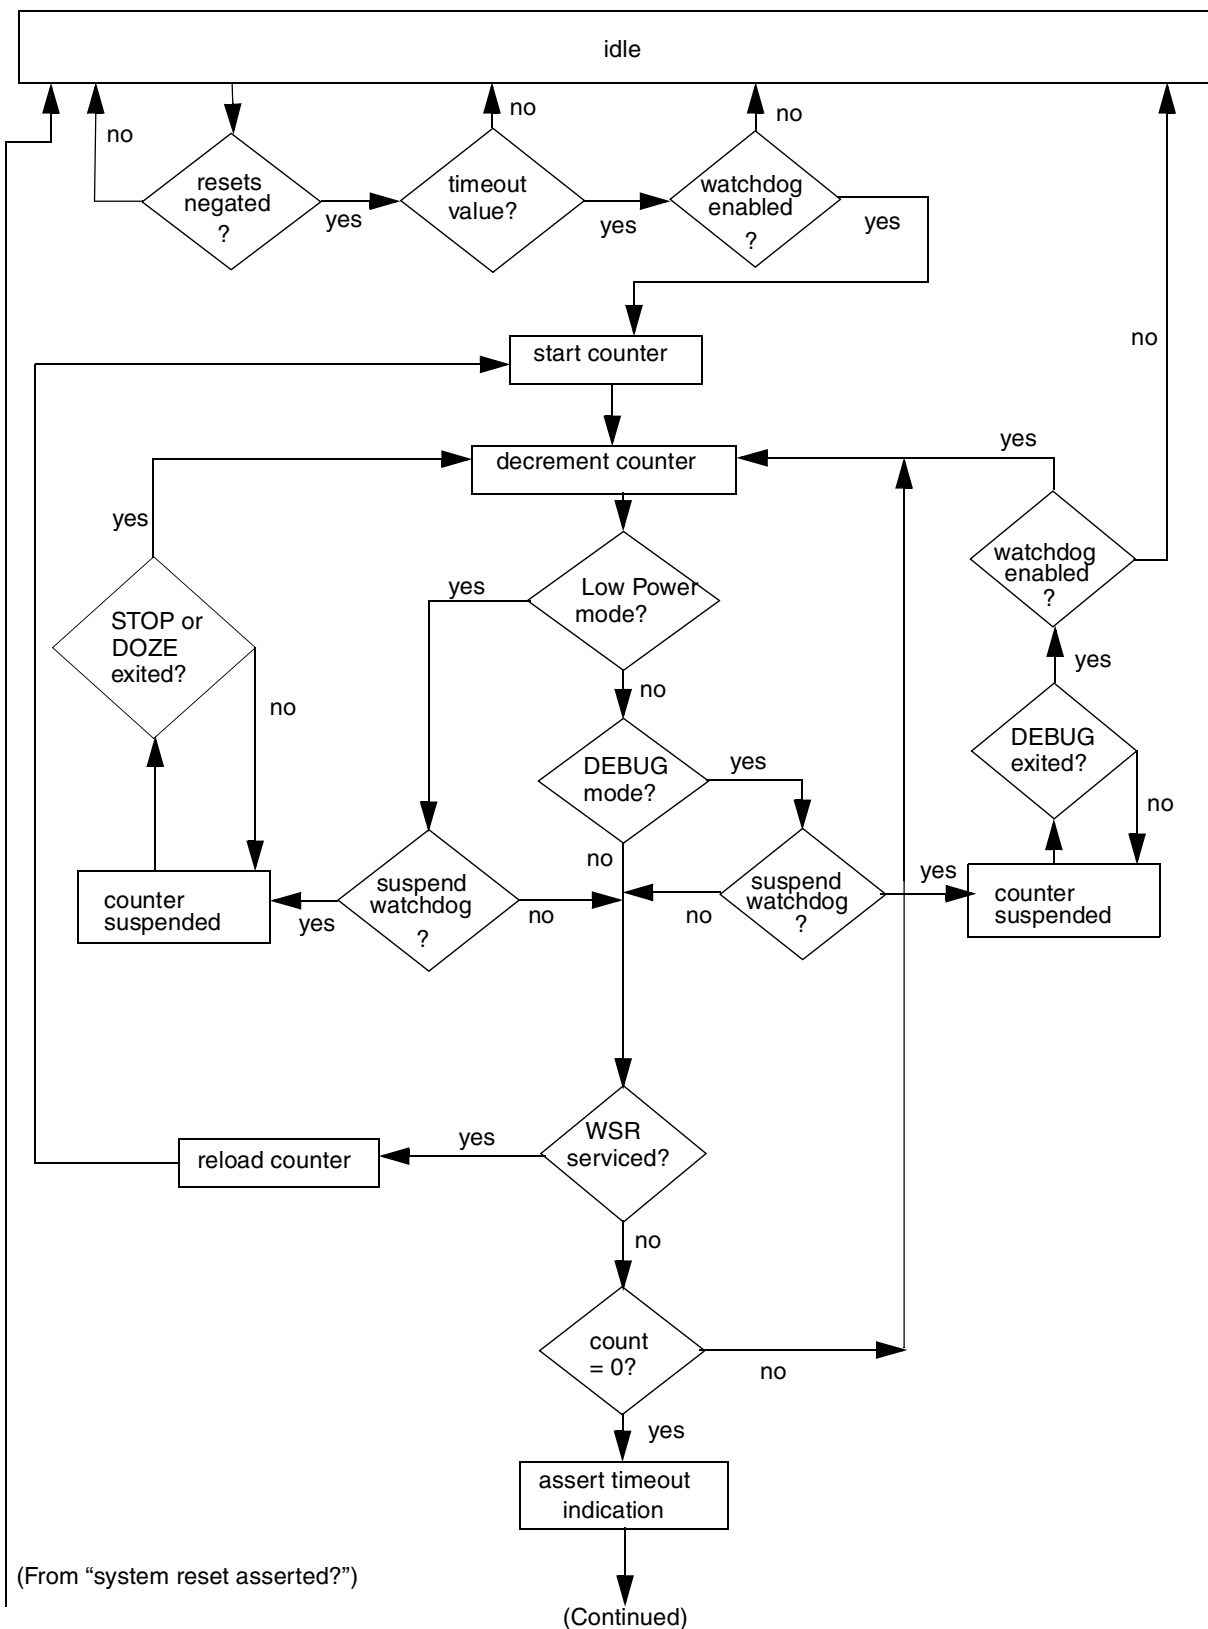 idle
no
no
no
resets
negated
?
yes
timeout
value?
yes
watchdog
enabled
?
yes
no
start counter
decrement counter
yes
yes
STOP or
DOZE
exited?
no
yes
Low Power
mode?
no
DEBUG
mode?
yes
no
watchdog
enabled
?
yes
DEBUG
exited?
no
counter
suspended
yes
suspend
watchdog
?
no
no
suspend
watchdog
?
yes
counter
suspended
reload counter
yes
WSR
serviced?
no
count
= 0?
no
yes
assert timeout
indication
(From “system reset asserted?”)
(Continued)